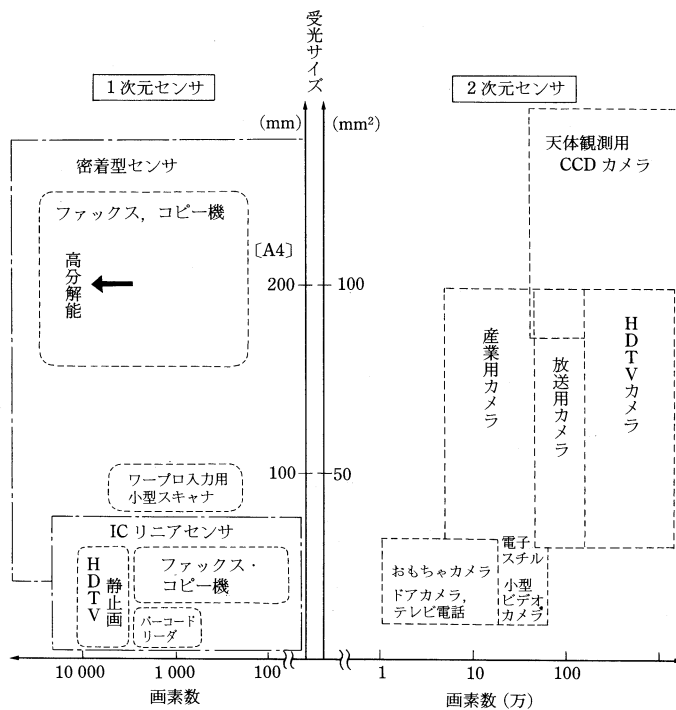 受光サイズ
1次元センサ
2次元センサ
(mm)
(mm²)
密着型センサ
ファックス，コピー機
高分解能
〔A4〕
200
100
天体観測用
CCDカメラ
産業用カメラ
放送用カメラ
HDTVカメラ
100
50
ワープロ入力用
小型スキャナ
ICリニアセンサ
HDTV
静止画
ファックス・
コピー機
バーコード
リーダ
おもちゃカメラ
ドアカメラ，
テレビ電話
電子
スチル
小型
ビデオ
カメラ
10 000
1 000
100
画素数
1
10
100
画素数（万）